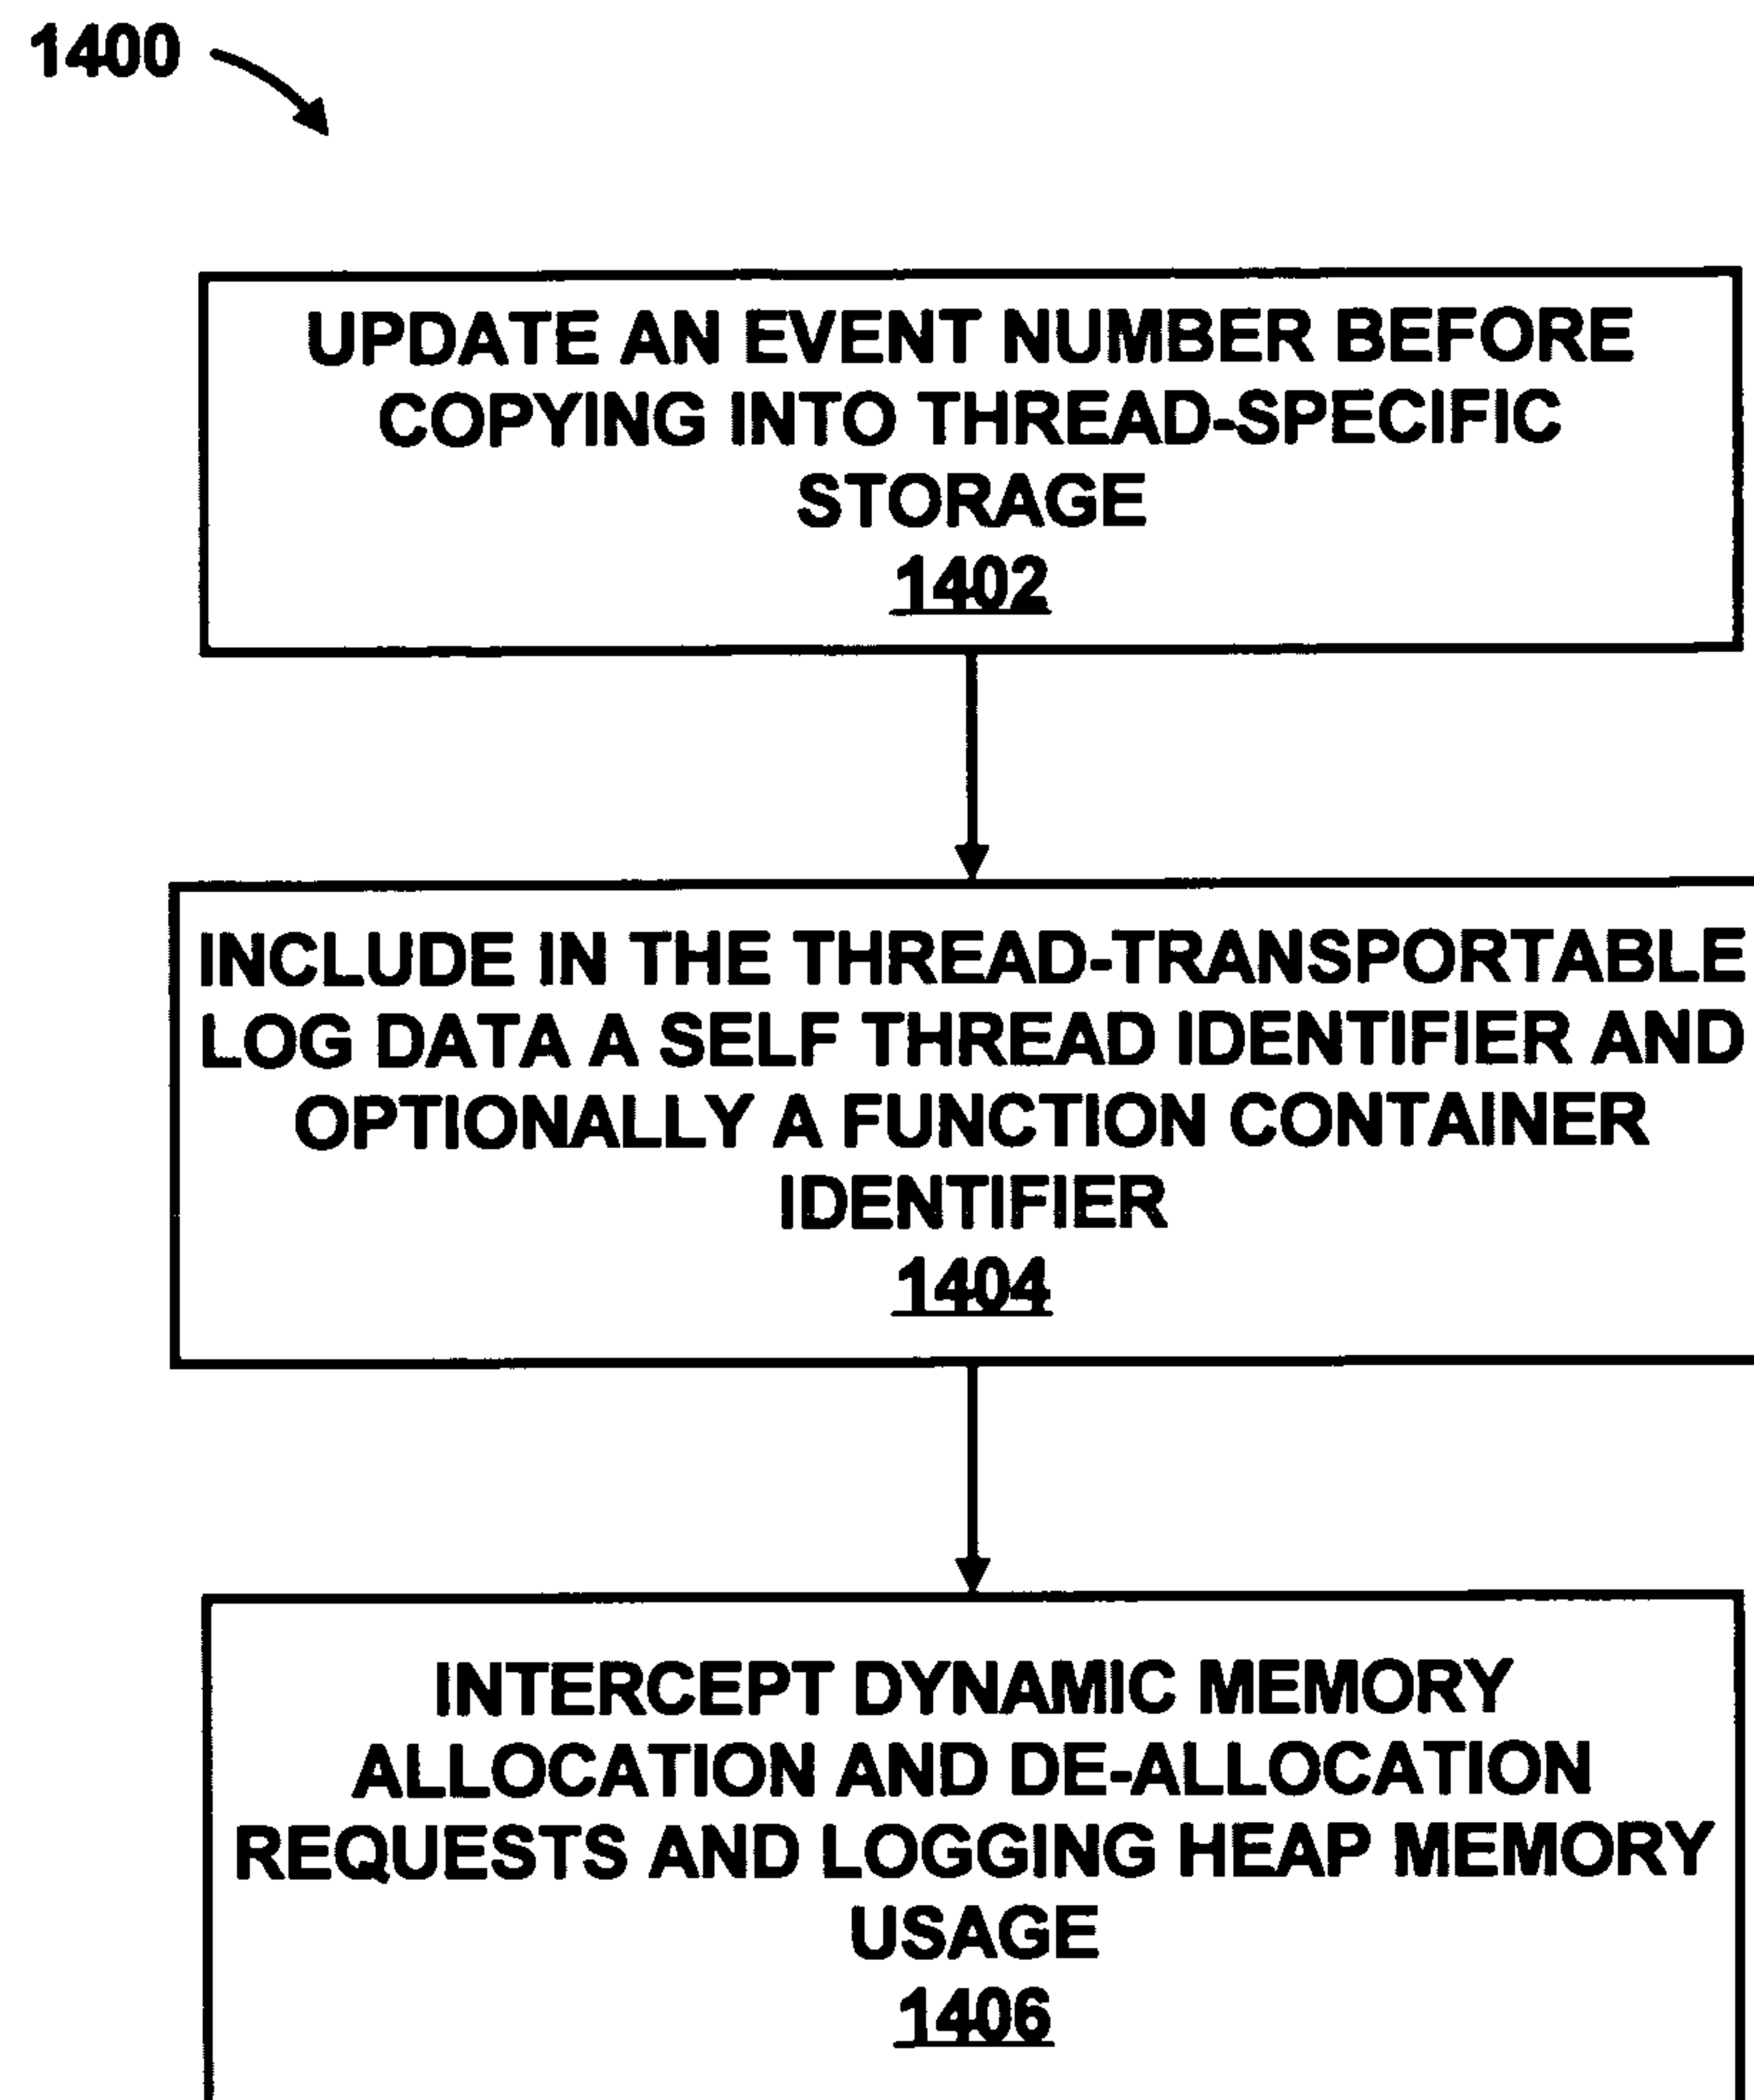 1400
UPDATE AN EVENT NUMBER BEFORE
COPYING INTO THREAD-SPECIFIC
STORAGE
1402
INCLUDE IN THE THREAD-TRANSPORTABLE
LOG DATA A SELF THREAD IDENTIFIER AND
OPTIONALLY A FUNCTION CONTAINER
IDENTIFIER
1404
INTERCEPT DYNAMIC MEMORY
ALLOCATION AND DE-ALLOCATION
REQUESTS AND LOGGING HEAP MEMORY
USAGE
1406